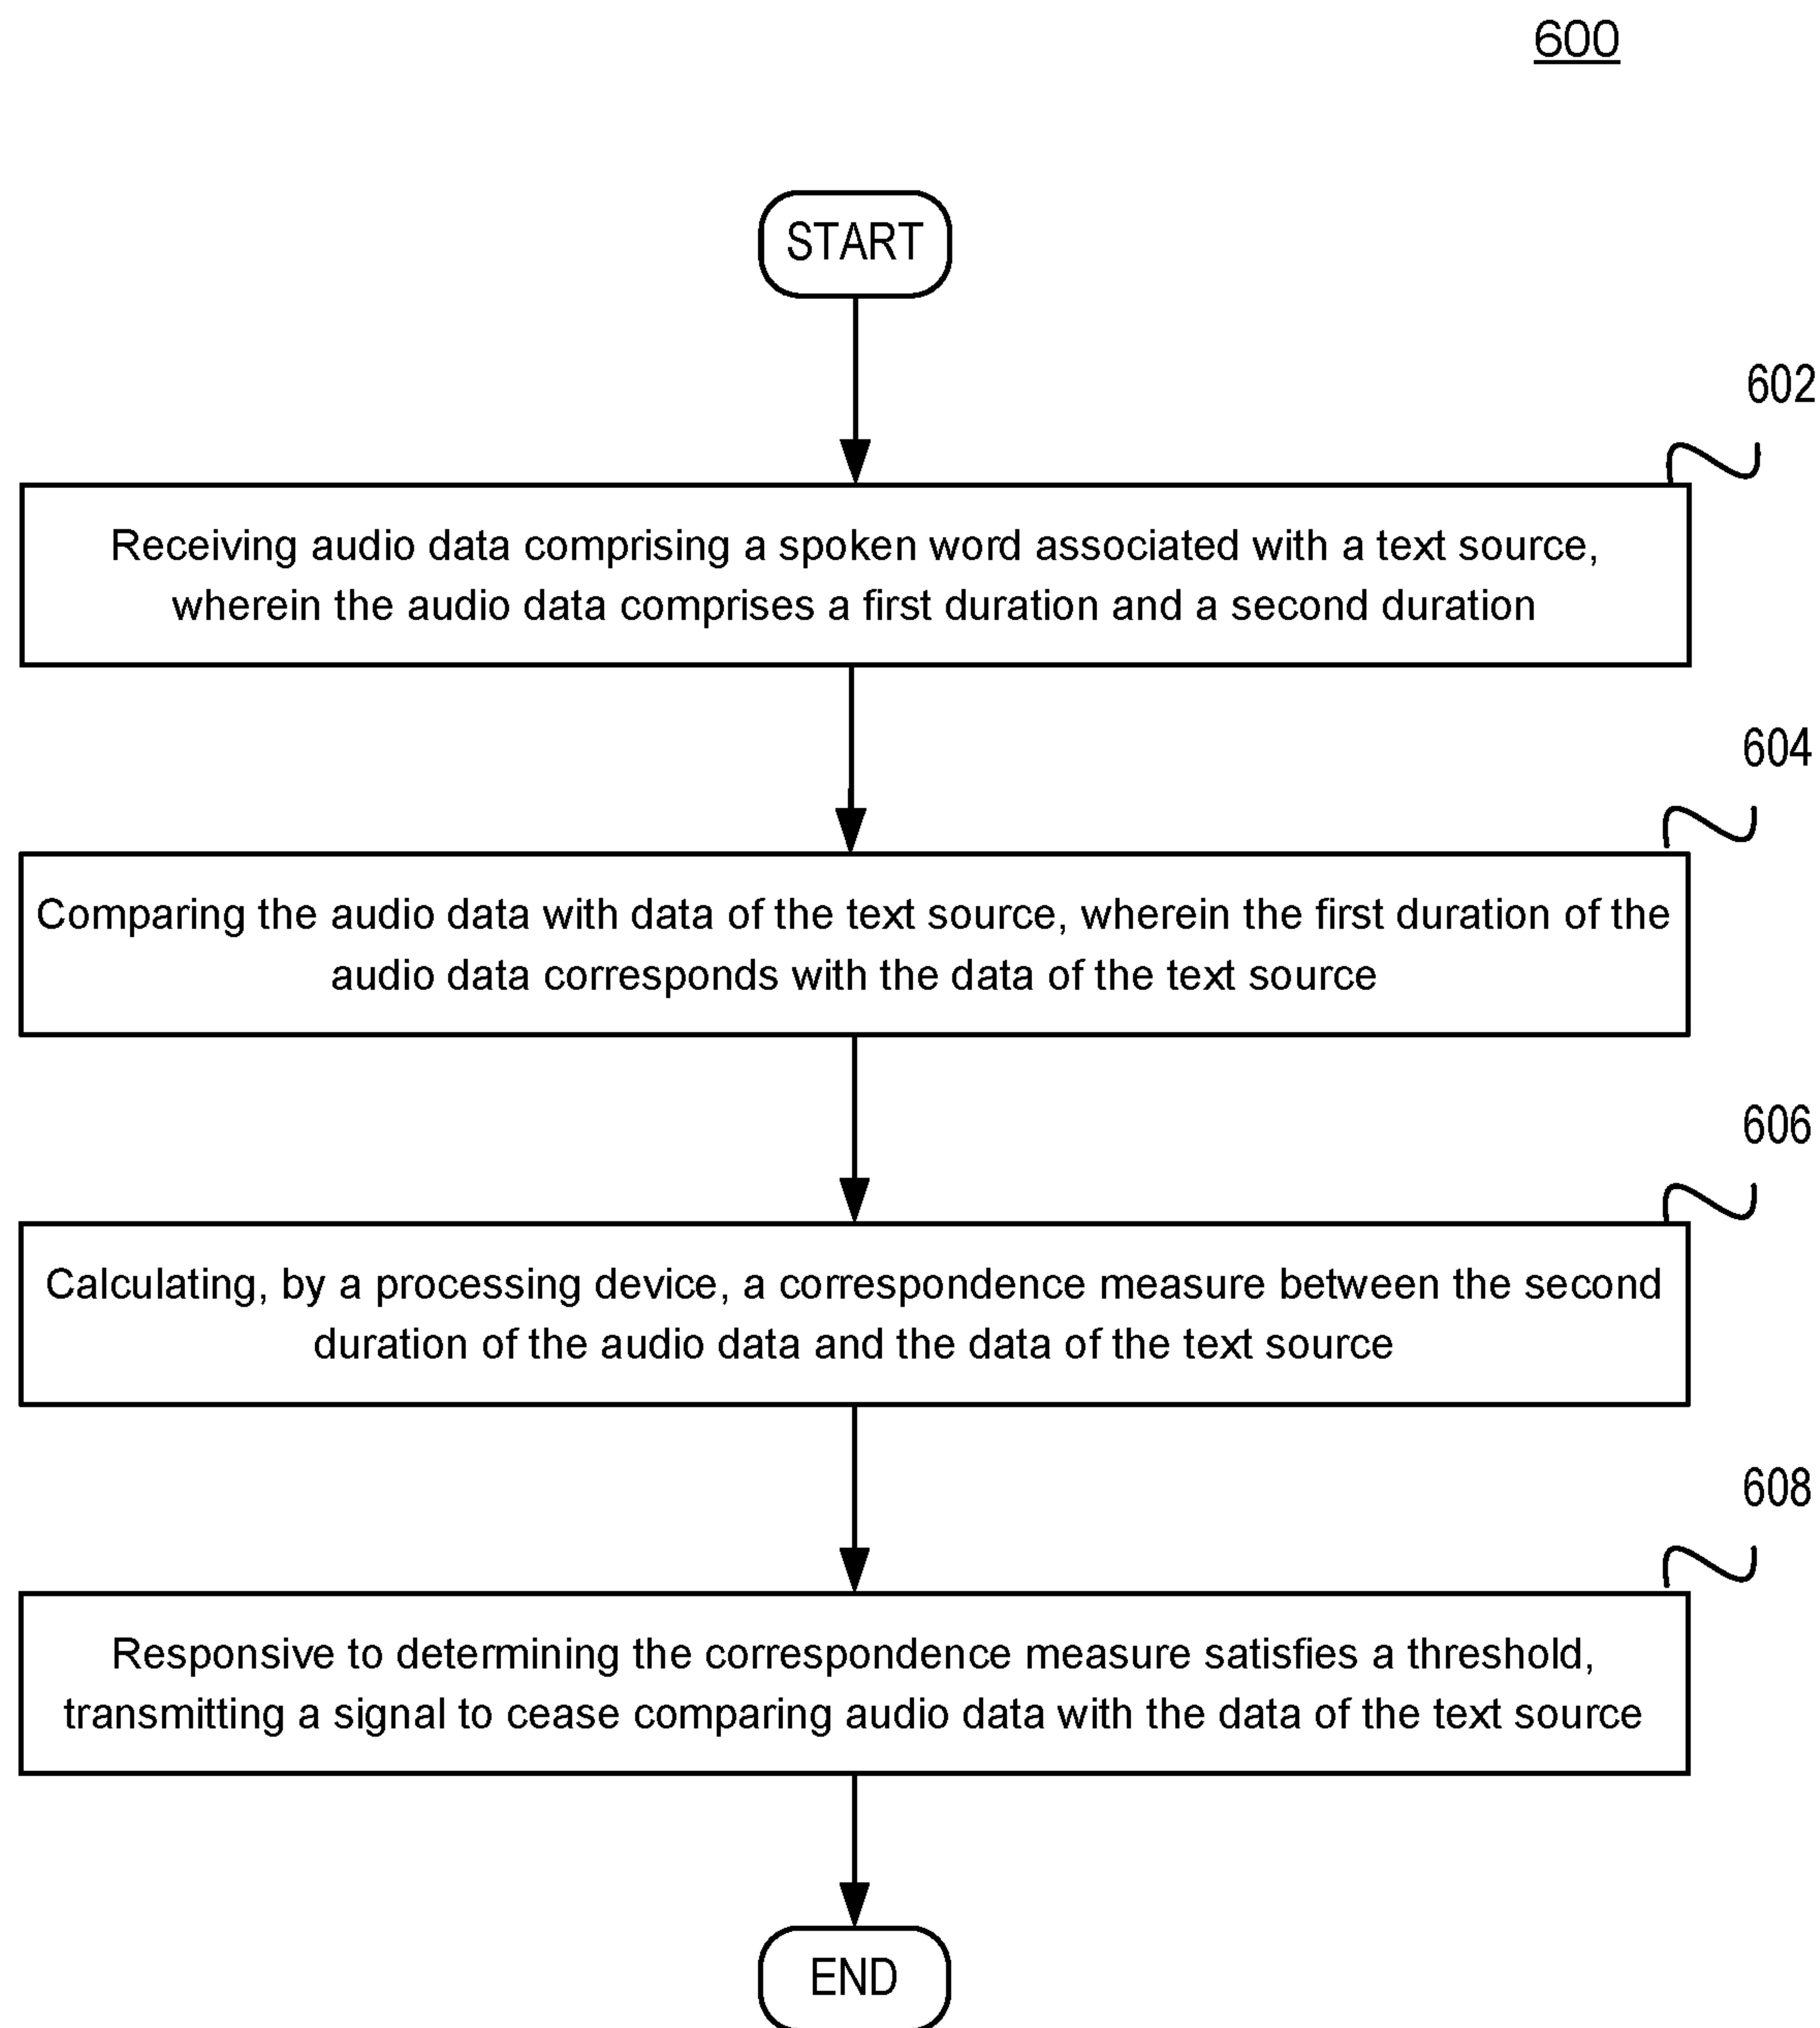 600
START
602
Receiving audio data comprising a spoken word associated with a text source,
wherein the audio data comprises a first duration and a second duration
604
Comparing the audio data with data of the text source, wherein the first duration of the
audio data corresponds with the data of the text source
606
Calculating, by a processing device, a correspondence measure between the second
duration of the audio data and the data of the text source
608
Responsive to determining the correspondence measure satisfies a threshold,
transmitting a signal to cease comparing audio data with the data of the text source
END